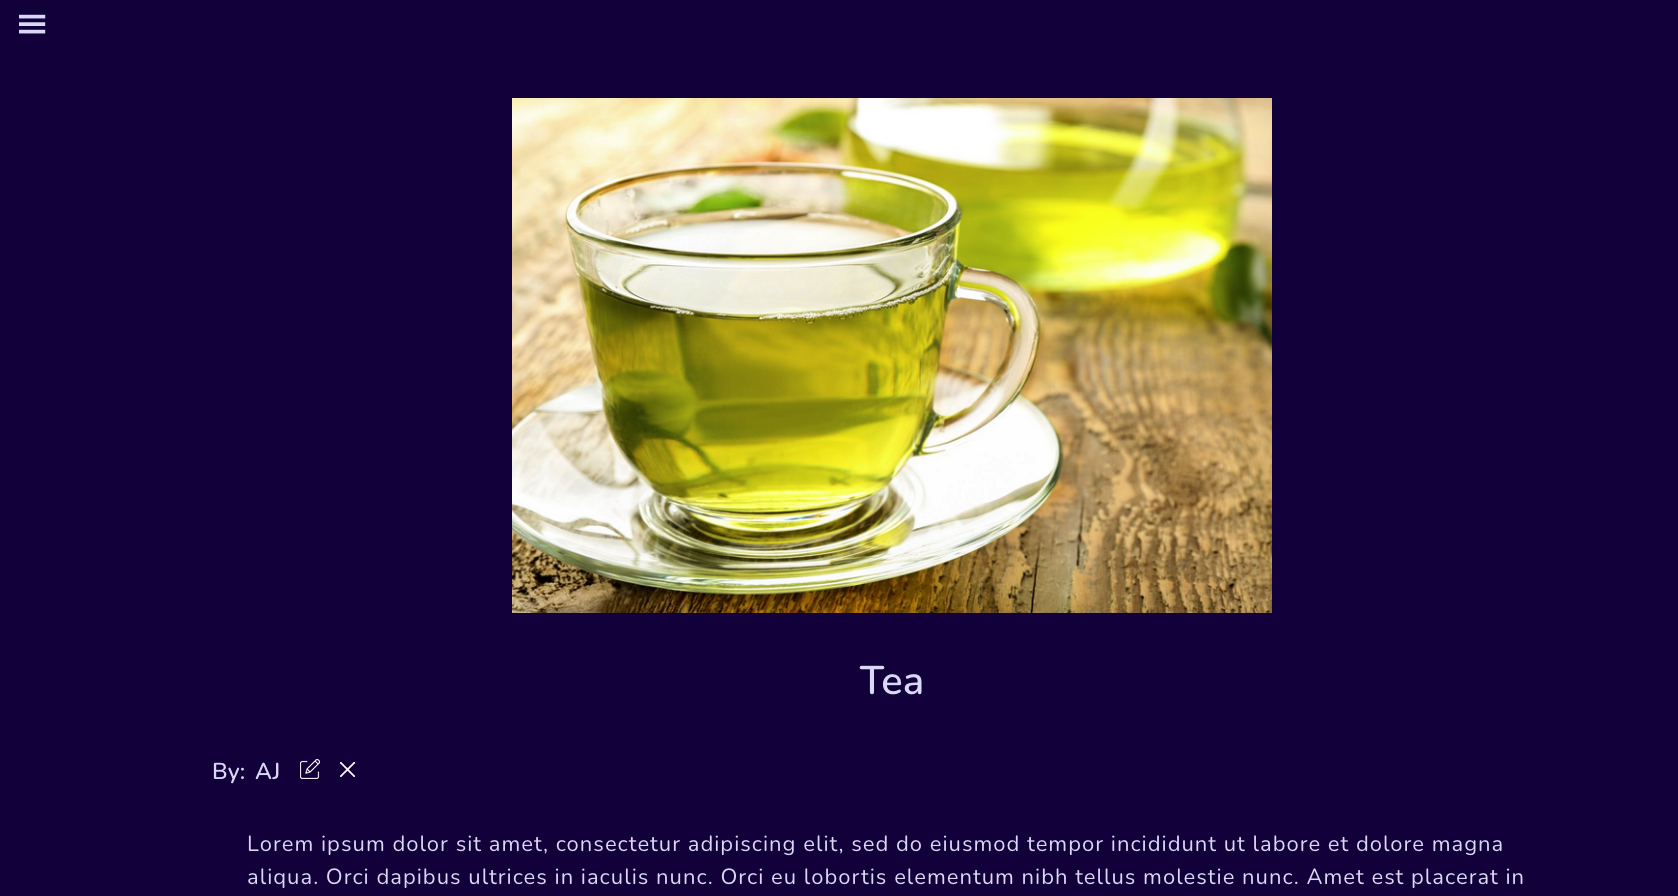 Tea
By: AJ
Lorem ipsum dolor sit amet, consectetur adipiscing elit, sed do eiusmod tempor incididunt ut labore et dolore magna
aliqua. Orci dapibus ultrices in iaculis nunc. Orci eu lobortis elementum nibh tellus molestie nunc. Amet est placerat in